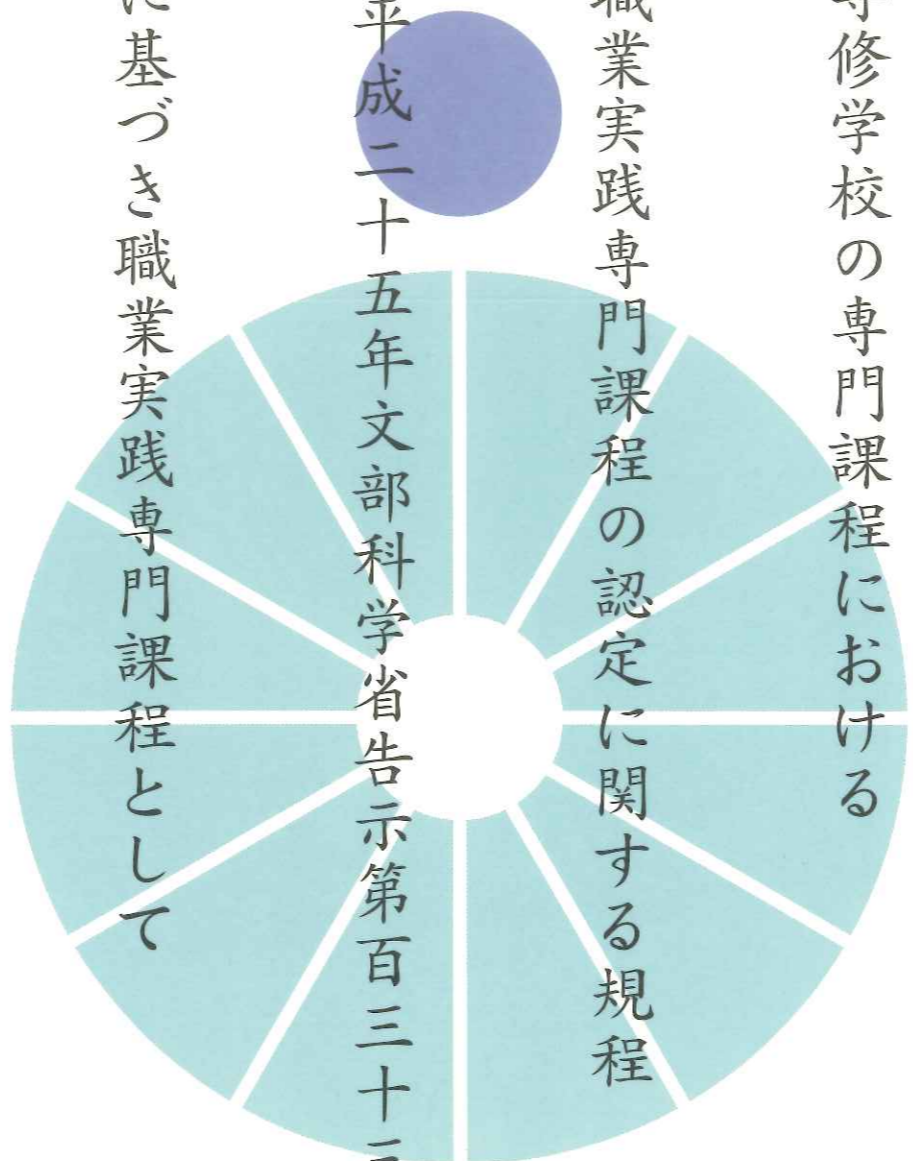 修学校の専門課程における
職業実践専門課程の認定に関する規程
平成二十五年文部科学省告示第百三十
に基づき職業実践専門課程として